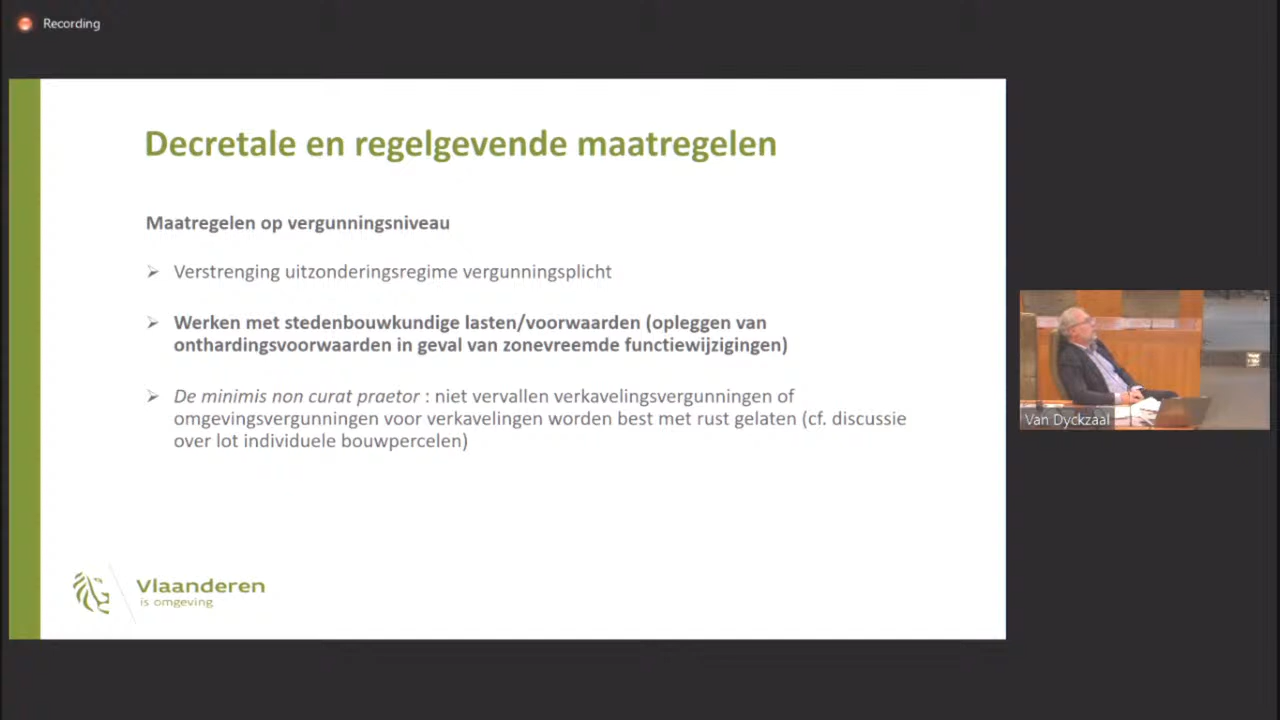 Recording
Decretale en regelgevende maatregelen
Maatregelen op vergunningsniveau
➢ Verstrenging uitzonderingsregime vergunningsplicht
➢ Werken met stedenbouwkundige lasten/voorwaarden (opleggen van
onthardingsvoorwaarden in geval van zonevreemde functiewijzigingen)
➢ De minimis non curat praetor : niet vervallen verkavelingsvergunningen of
omgevingsvergunningen voor verkavelingen worden best met rust gelaten (cf. discussie
over lot individuele bouwpercelen)
Van Dyckzaal
Vlaanderen
is omgeving